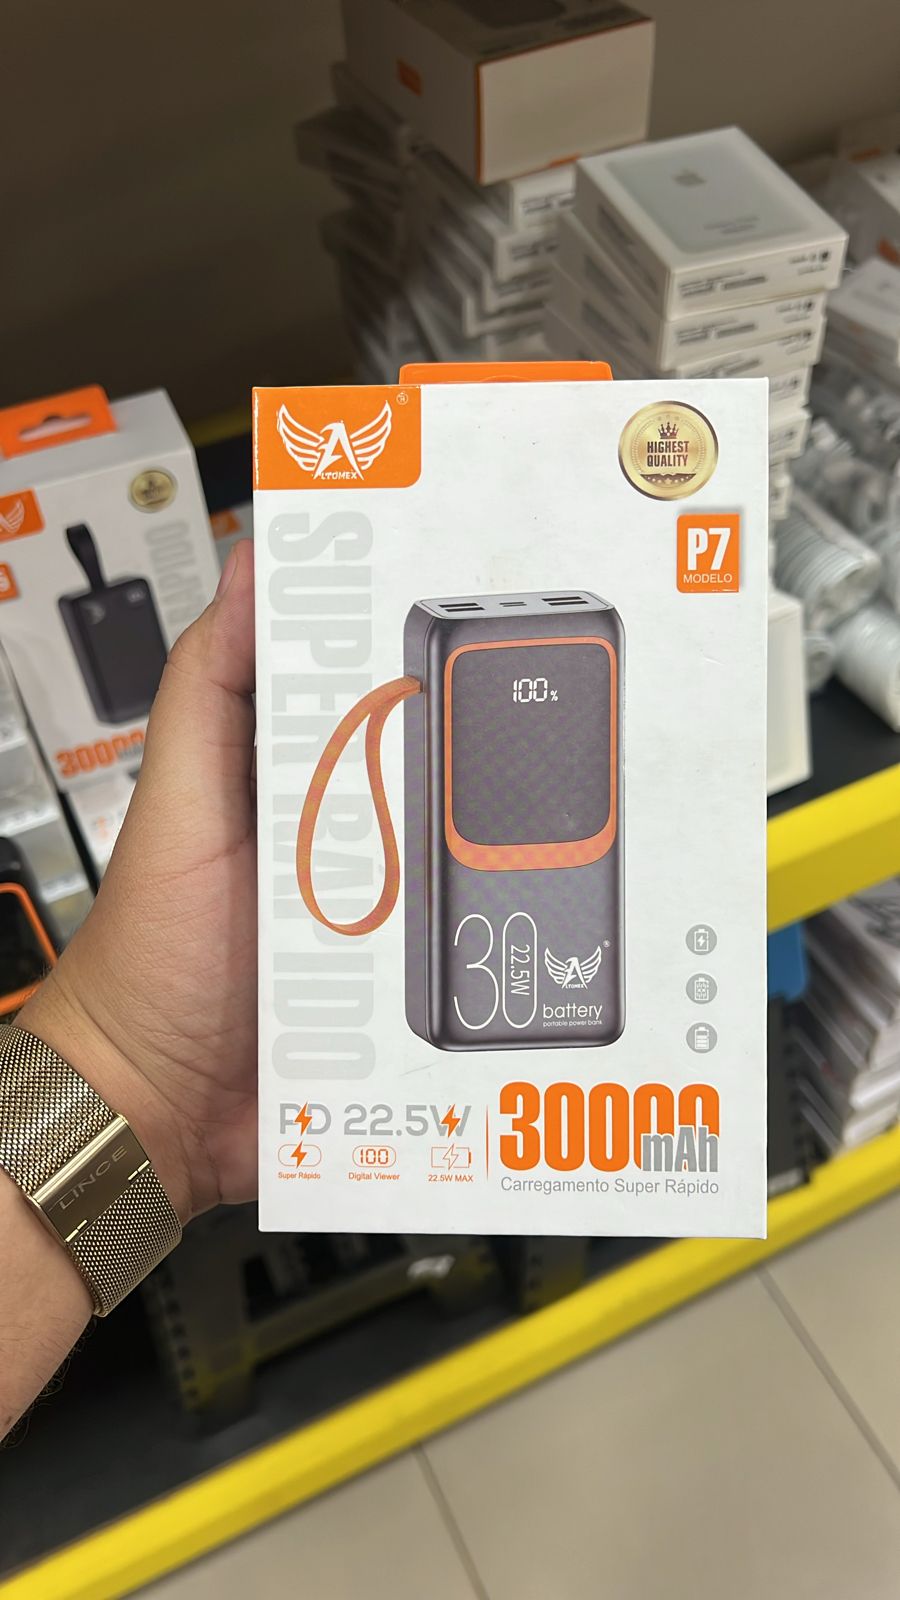 ALTOMEX
®
HIGHEST
QUALITY
P7
MODELO
SUPER RÁPIDO
100%
30
22.5W
ALTOMEX
®
battery
portable power bank
PD 22.5W
Super Rápido
100
Digital Viewer
22.5W MAX
30000
mAh
Carregamento Super Rápido
LINCE
30000